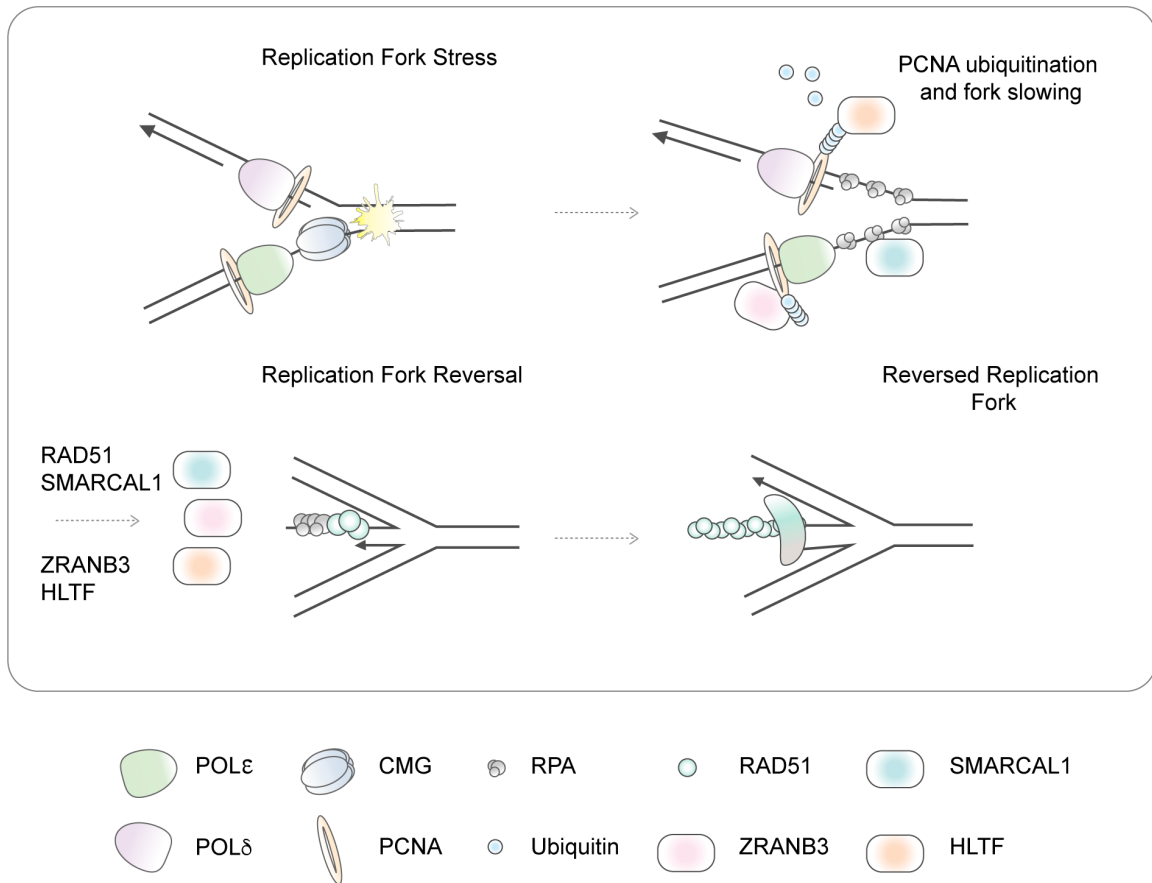 Replication Fork Stress
PCNA ubiquitination
and fork slowing
Replication Fork Reversal
Reversed Replication
Fork
RAD51
SMARCAL1
ZRANB3
HLTF
POLε
CMG
RPA
RAD51
SMARCAL1
POLδ
PCNA
Ubiquitin
ZRANB3
HLTF